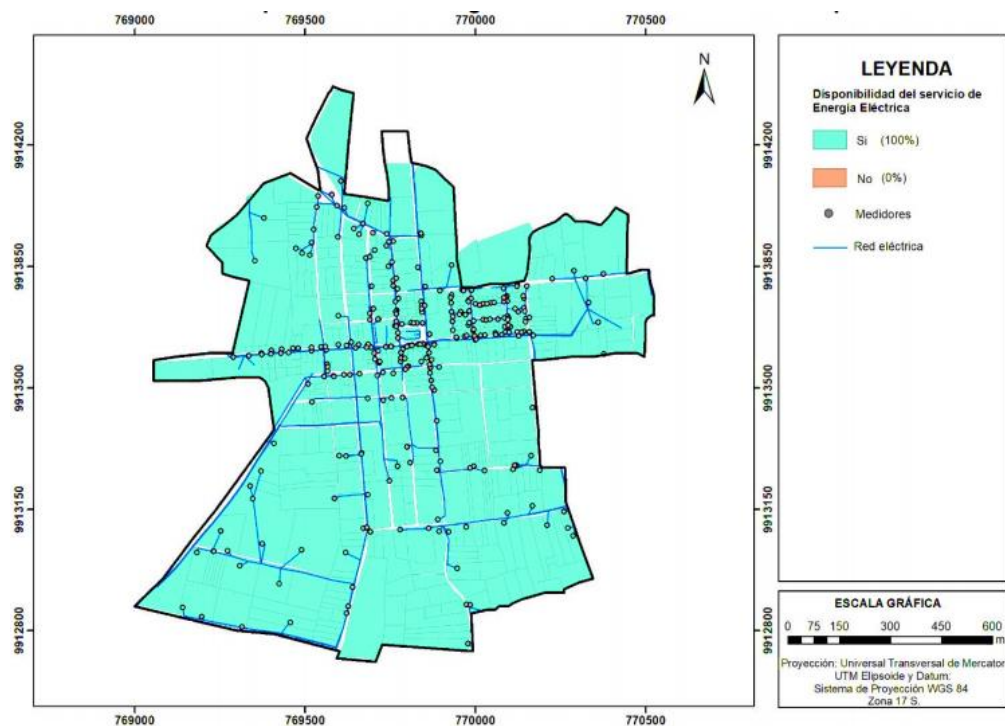 769000 769500 770000 770500
N
9914200 9914200
9913850 9913850
9913500 9913500
9913150 9913150
9912800 9912800
769000 769500 770000 770500
LEYENDA
Disponibilidad del servicio de
Energía Eléctrica
Si (100%)
No (0%)
Medidores
Red eléctrica
ESCALA GRÁFICA
0 75 150 300 450 600
m
Proyección: Universal Transversal de Mercator
UTM Elipsoide y Datum:
Sistema de Proyección WGS 84
Zona 17 S.